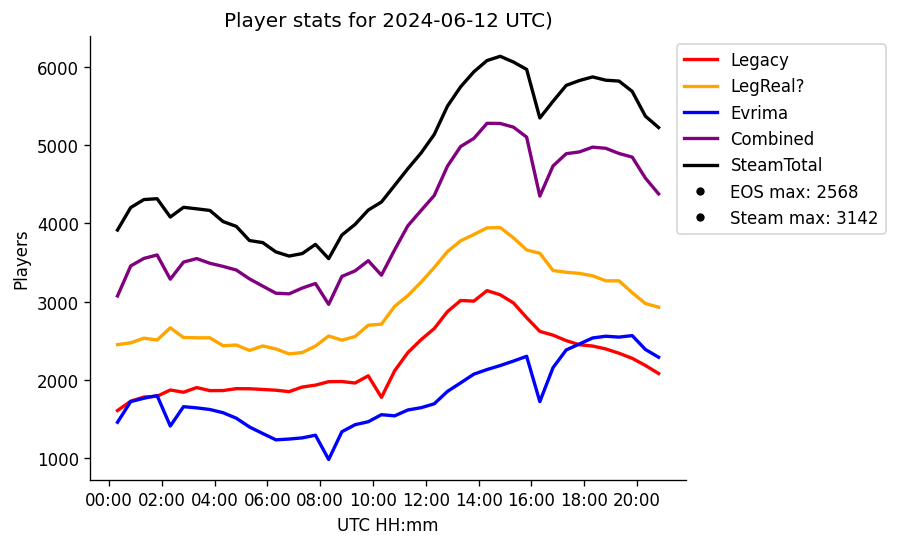 Player stats for 2024-06-12 UTC)
Players
6000
5000
4000
3000
2000
1000
00:00 02:00 04:00 06:00 08:00 10:00 12:00 14:00 16:00 18:00 20:00
UTC HH:mm
Legacy
LegReal?
Evrima
Combined
SteamTotal
EOS max: 2568
Steam max: 3142